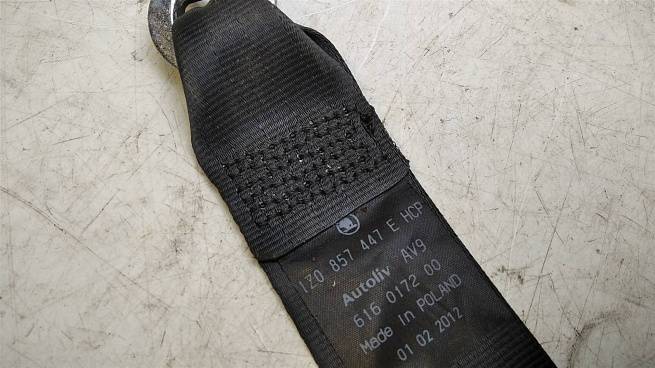 1Z0 857 447 E HCP
Autoliv AV9
616 0172 00
Made in POLAND
01 02 2012